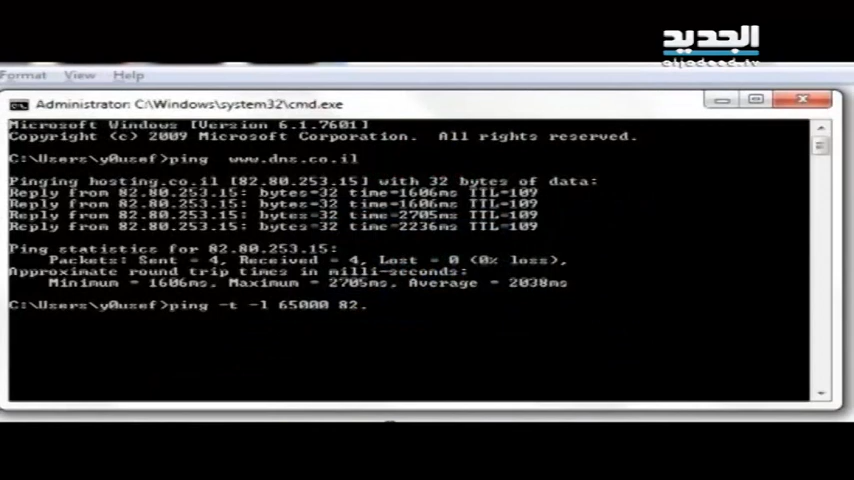 الجديد
aljadeed.tv
Format View Help
Administrator: C:\Windows\system32\cmd.exe
Microsoft Windows [Version 6.1.7601]
Copyright (c) 2009 Microsoft Corporation. All rights reserved.
C:\Users\y0usef>ping www.dns.co.il
Pinging hosting.co.il [82.80.253.15] with 32 bytes of data:
Reply from 82.80.253.15: bytes=32 time=1606ms TTL=109
Reply from 82.80.253.15: bytes=32 time=1606ms TTL=109
Reply from 82.80.253.15: bytes=32 time=2705ms TTL=109
Reply from 82.80.253.15: bytes=32 time=2236ms TTL=109
Ping statistics for 82.80.253.15:
Packets: Sent = 4, Received = 4, Lost = 0 (0% loss),
Approximate round trip times in milli-seconds:
Minimum = 1606ms, Maximum = 2705ms, Average = 2038ms
C:\Users\y0usef>ping -t -l 65000 82.